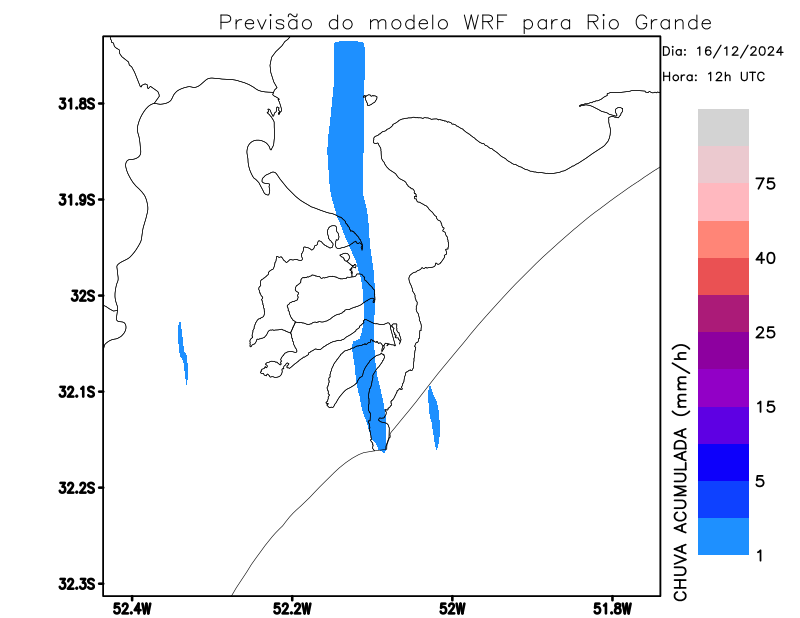 Previsão do modelo WRF para Rio Grande
Dia: 16/12/2024
Hora: 12h UTC
31.8S
31.9S
32S
32.1S
32.2S
32.3S
52.4W
52.2W
52W
51.8W
75
40
25
15
5
1
CHUVA ACUMULADA (mm/h)